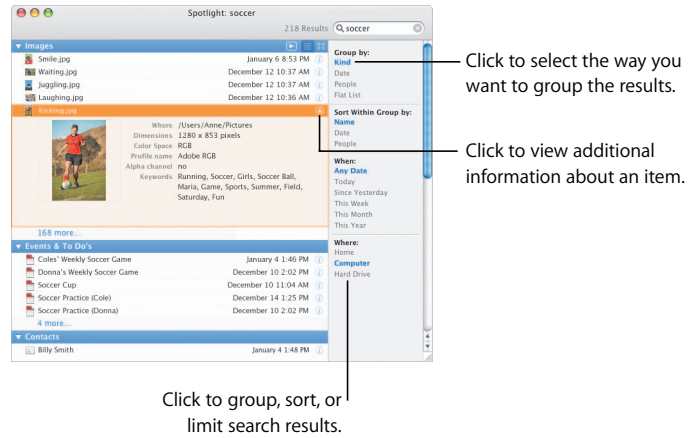 Spotlight: soccer
218 Results
soccer
Images
Smile.jpg January 6 8:53 PM
Waiting.jpg December 12 10:37 AM
Juggling.jpg December 12 10:37 AM
Laughing.jpg December 12 10:36 AM
Kicking.jpg
Where /Users/Anne/Pictures
Dimensions 1280 x 853 pixels
Color Space RGB
Profile name Adobe RGB
Alpha channel no
Keywords Running, Soccer, Girls, Soccer Ball,
Maria, Game, Sports, Summer, Field,
Saturday, Fun
168 more...
Events & To Do's
Coles' Weekly Soccer Game January 4 1:46 PM
Donna's Weekly Soccer Game December 10 2:02 PM
Soccer Cup December 10 11:04 AM
Soccer Practice (Cole) December 14 1:25 PM
Soccer Practice (Donna) December 10 2:02 PM
4 more...
Contacts
Billy Smith January 4 1:48 PM
Group by:
Kind
Date
People
Flat List
Sort Within Group by:
Name
Date
People
When:
Any Date
Today
Since Yesterday
This Week
This Month
This Year
Where:
Home
Computer
Hard Drive
Click to select the way you
want to group the results.
Click to view additional
information about an item.
Click to group, sort, or
limit search results.